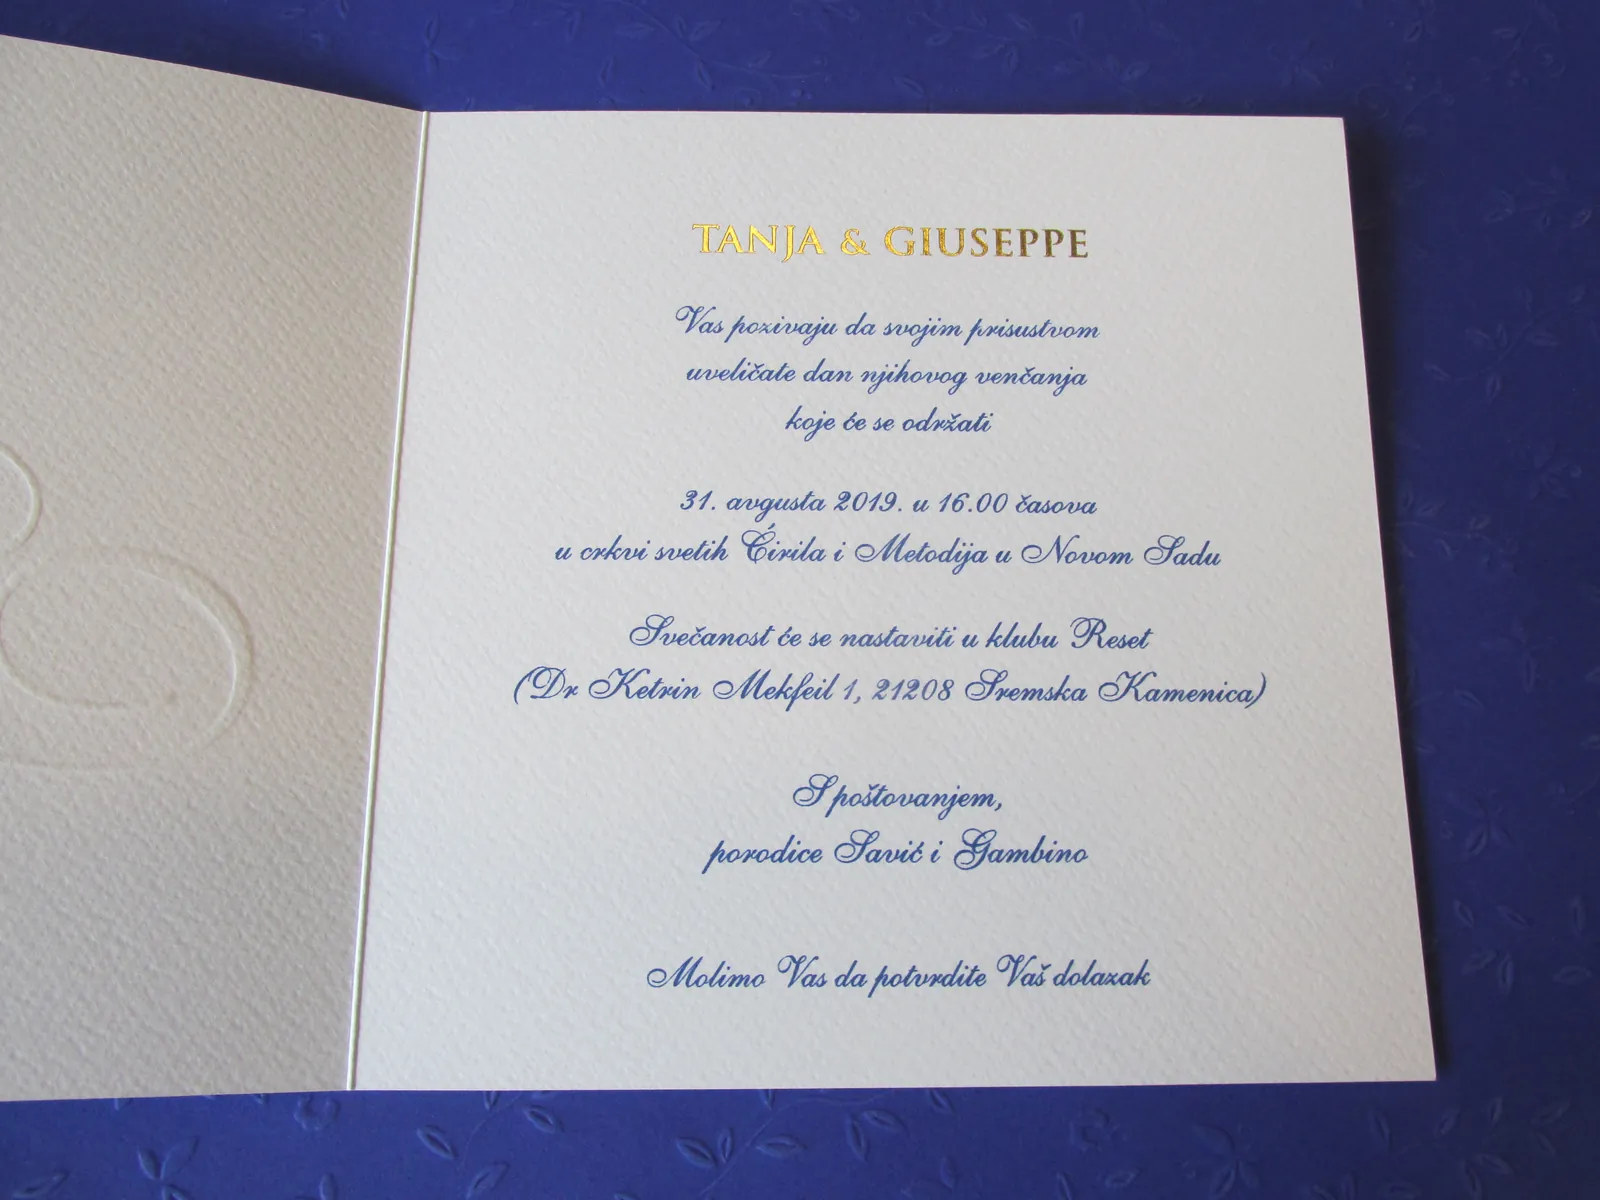 TANJA & GIUSEPPE
Vas pozivaju da svojim prisustvom
uveličate dan njihovog venčanja
koje će se održati
31. avgusta 2019. u 16.00 časova
u crkvi svetih Ćirila i Metodija u Novom Sadu
Svečanost će se nastaviti u klubu Reset
(Dr Ketrin Mekfeil 1, 21208 Sremska Kamenica)
S poštovanjem,
porodice Savić i Gambino
Molimo Vas da potvrdite Vaš dolazak